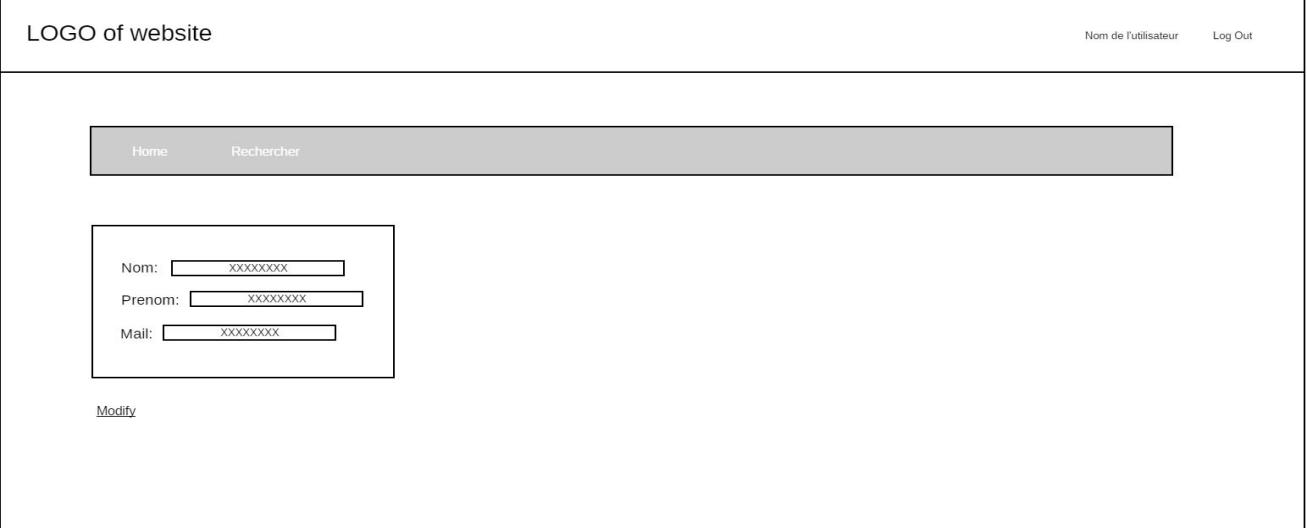 LOGO of website
Nom de l'utilisateur Log Out
Home Rechercher
Nom: XXXXXXXX
Prenom: XXXXXXXX
Mail: XXXXXXXX
Modify